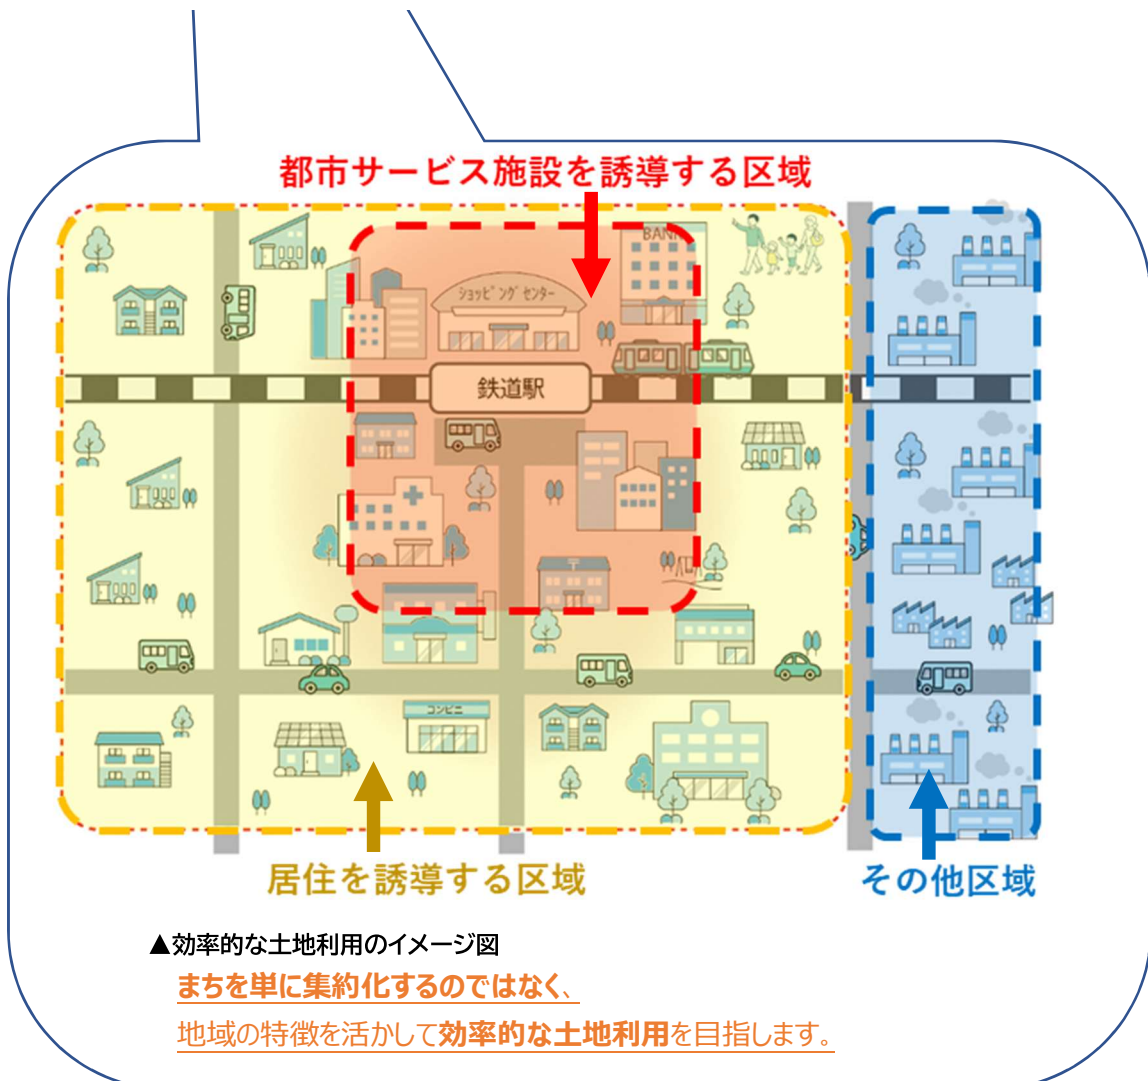 都市サービス施設を誘導する区域
BANK
ショッピングセンター
鉄道駅
コンビニ
居住を誘導する区域
その他区域
▲効率的な土地利用のイメージ図
まちを単に集約化するのではなく、
地域の特徴を活かして効率的な土地利用を目指します。